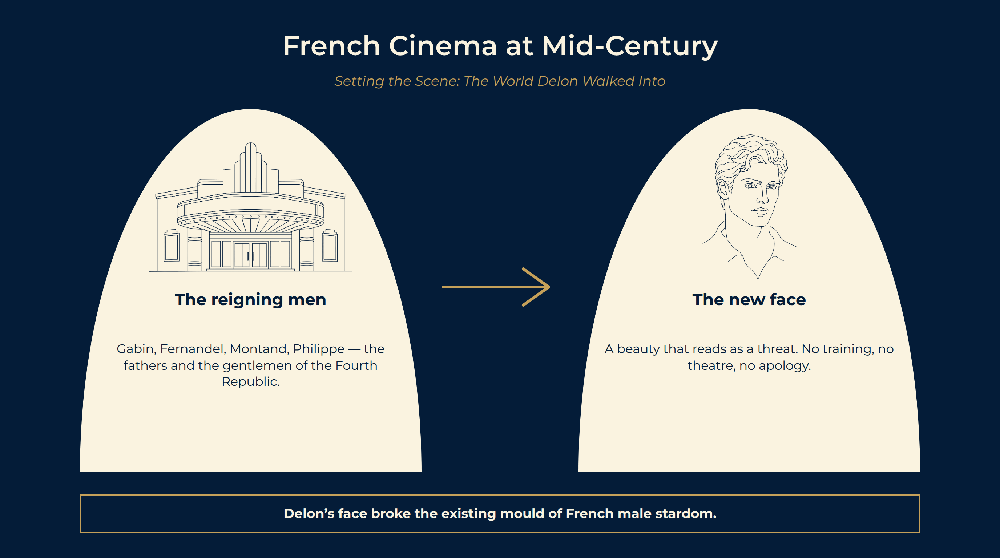 French Cinema at Mid-Century
Setting the Scene: The World Delon Walked Into
The reigning men
Gabin, Fernandel, Montand, Philippe — the
fathers and the gentlemen of the Fourth
Republic.
The new face
A beauty that reads as a threat. No training, no
theatre, no apology.
Delon’s face broke the existing mould of French male stardom.